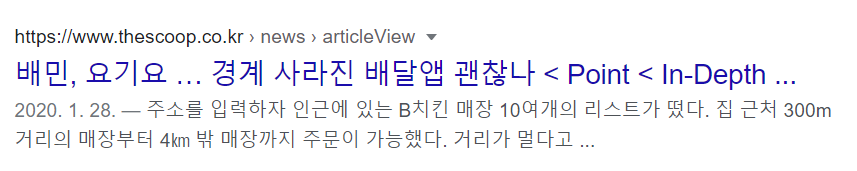 https://www.thescoop.co.kr › news › articleView
배민, 요기요 … 경계 사라진 배달앱 괜찮나 < Point < In-Depth ...
2020. 1. 28. — 주소를 입력하자 인근에 있는 B치킨 매장 10여개의 리스트가 떴다. 집 근처 300m
거리의 매장부터 4㎞ 밖 매장까지 주문이 가능했다. 거리가 멀다고 ...